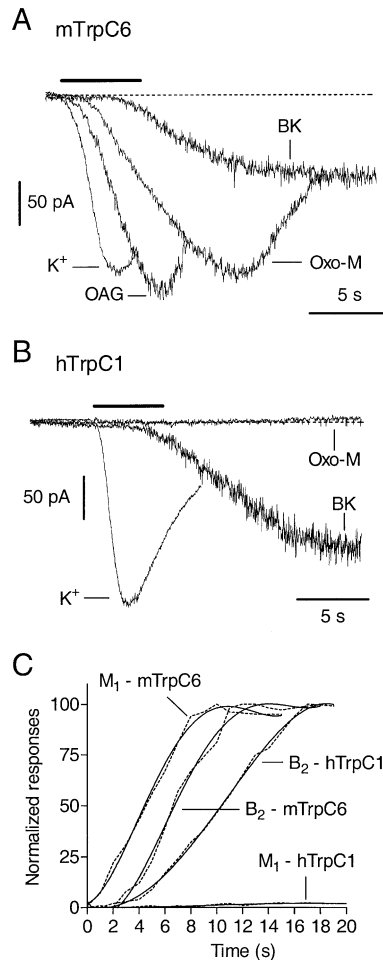 A
mTrpC6
BK
50 pA
K+
OAG
Oxo-M
5 s
B
hTrpC1
Oxo-M
50 pA
BK
K+
5 s
C
M1 - mTrpC6
100
75
50
25
0
Normalized responses
B2 - hTrpC1
B2 - mTrpC6
M1 - hTrpC1
0 2 4 6 8 10 12 14 16 18 20
Time (s)